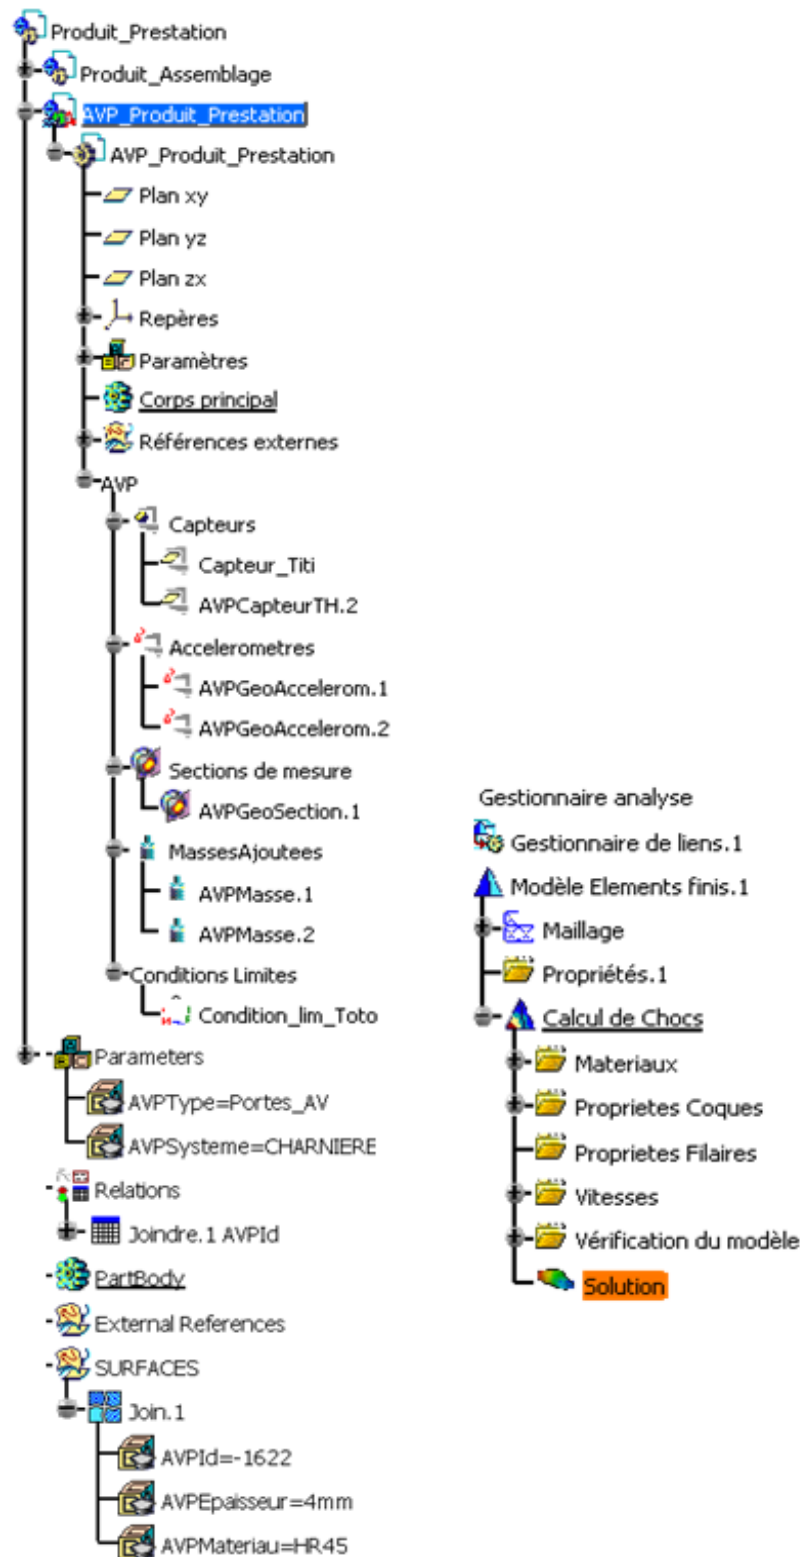 Produit_Prestation
Produit_Assemblage
AVP_Produit_Prestation
AVP_Produit_Prestation
Plan xy
Plan yz
Plan zx
Repères
Paramètres
Corps principal
Références externes
AVP
Capteurs
Capteur_Titi
AVPCapteurTH.2
Accelerometres
AVPGeoAccelerom.1
AVPGeoAccelerom.2
Sections de mesure
AVPGeoSection.1
MassesAjoutees
AVPMasse.1
AVPMasse.2
Conditions Limites
Condition_lim_Toto
Parameters
AVPType=Portes_AV
AVPSysteme=CHARNIERE
Relations
Joindre.1 AVPId
PartBody
External References
SURFACES
Join.1
AVPId=-1622
AVPEpaisseur=4mm
AVPMateriau=HR45
Gestionnaire analyse
Gestionnaire de liens.1
Modèle Elements finis.1
Maillage
Propriétés.1
Calcul de Chocs
Materiaux
Proprietes Coques
Proprietes Filaires
Vitesses
Vérification du modèle
Solution